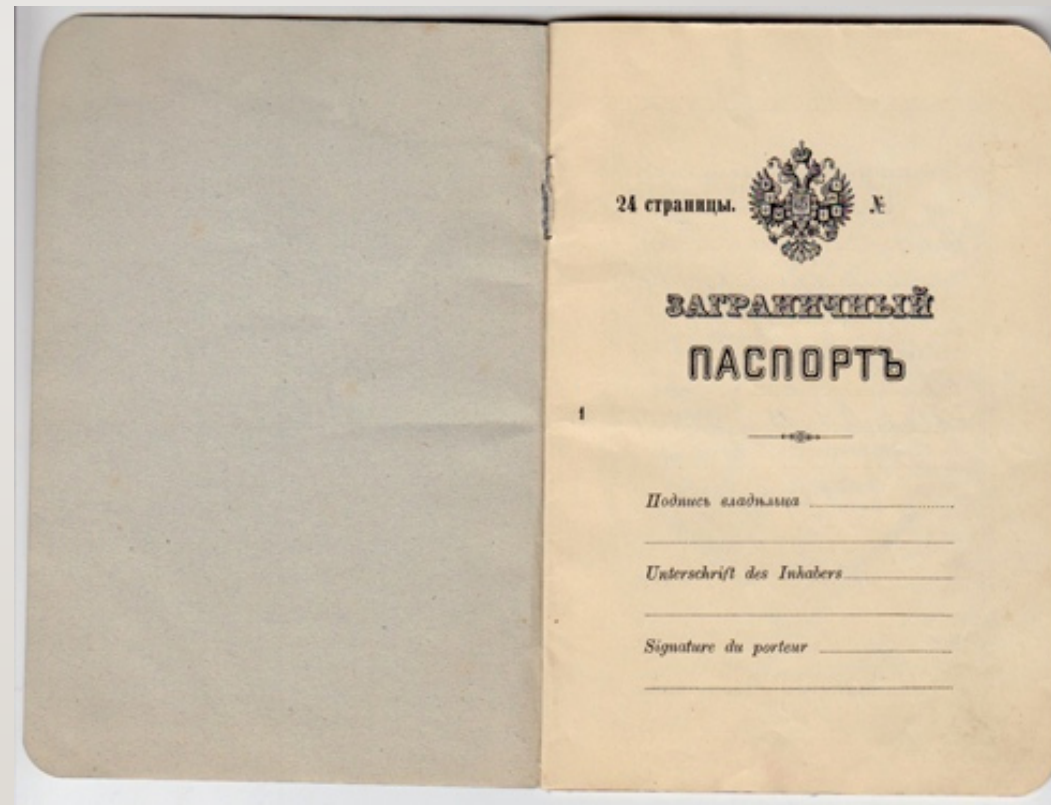 24 страницы. №
ЗАГРАНИЧНЫЙ
ПАСПОРТЪ
1
Подпись владѣльца
Unterschrift des Inhabers
Signature du porteur